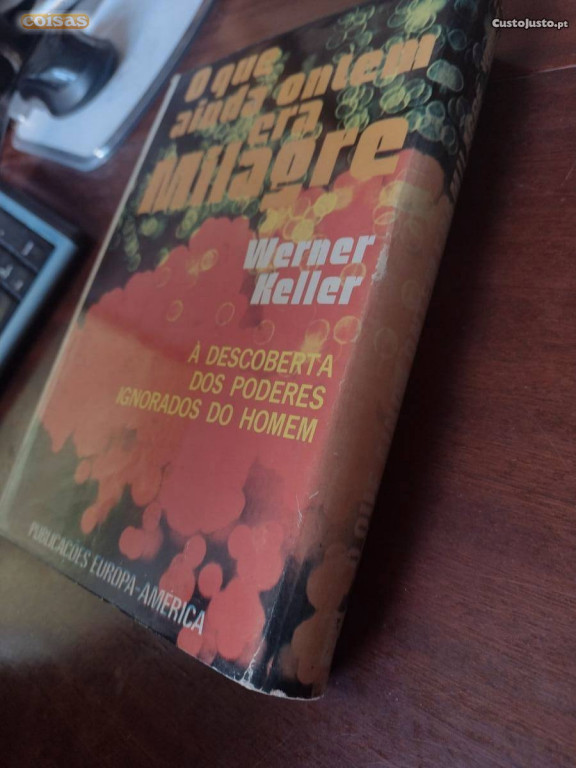 coisas
CustoJusto.pt
O que
ainda ontem
era
Milagre
Werner
Keller
À DESCOBERTA
DOS PODERES
IGNORADOS DO HOMEM
PUBLICAÇÕES EUROPA-AMÉRICA